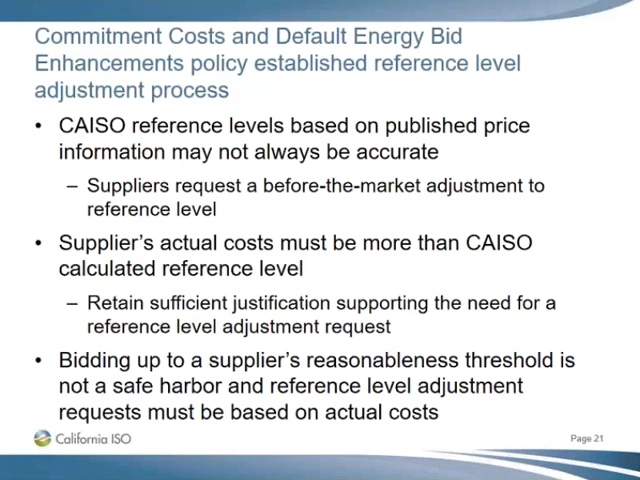 Commitment Costs and Default Energy Bid
Enhancements policy established reference level
adjustment process
• CAISO reference levels based on published price
information may not always be accurate
– Suppliers request a before-the-market adjustment to
reference level
• Supplier's actual costs must be more than CAISO
calculated reference level
– Retain sufficient justification supporting the need for a
reference level adjustment request
• Bidding up to a supplier's reasonableness threshold is
not a safe harbor and reference level adjustment
requests must be based on actual costs
California ISO
Page 21